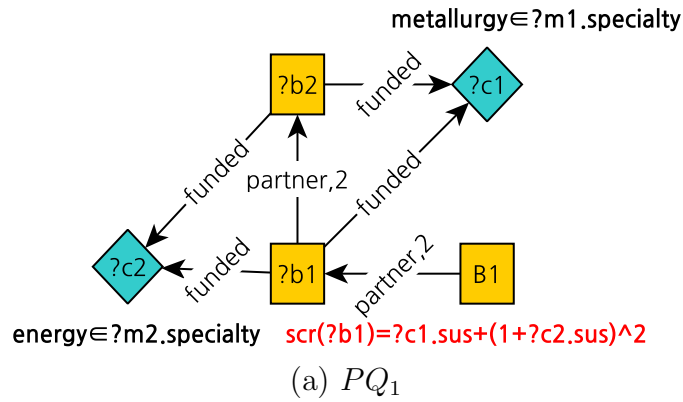 metallurgy∈?m1.specialty
?b2
funded
?c1
funded
partner,2
funded
?c2
funded
?b1
partner,2
B1
energy∈?m2.specialty
scr(?b1)=?c1.sus+(1+?c2.sus)^2
(a) PQ₁